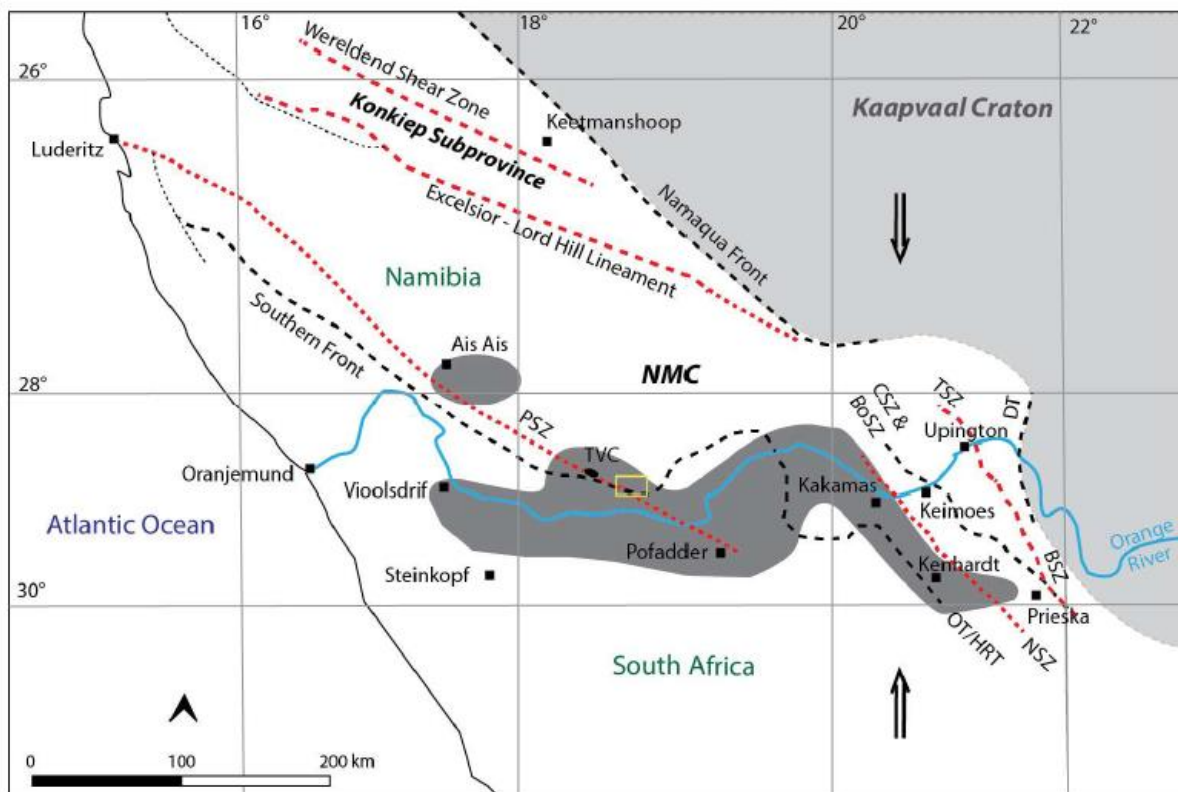 16°
18°
20°
22°
26°
28°
30°
Wereldend Shear Zone
Konkiep Subprovince
Keetmanshoop
Kaapvaal Craton
Luderitz
Excelsior - Lord Hill Lineament
Namaqua Front
Namibia
Southern Front
Ais Ais
NMC
PSZ
TVC
CSZ &
BoSZ
TSZ
DT
Upington
Oranjemund
Vioolsdrif
Kakamas
Keimoes
Atlantic Ocean
Pofadder
Orange
River
Steinkopf
Kenhardt
BSZ
Prieska
OT/HRT
NSZ
South Africa
0
100
200 km